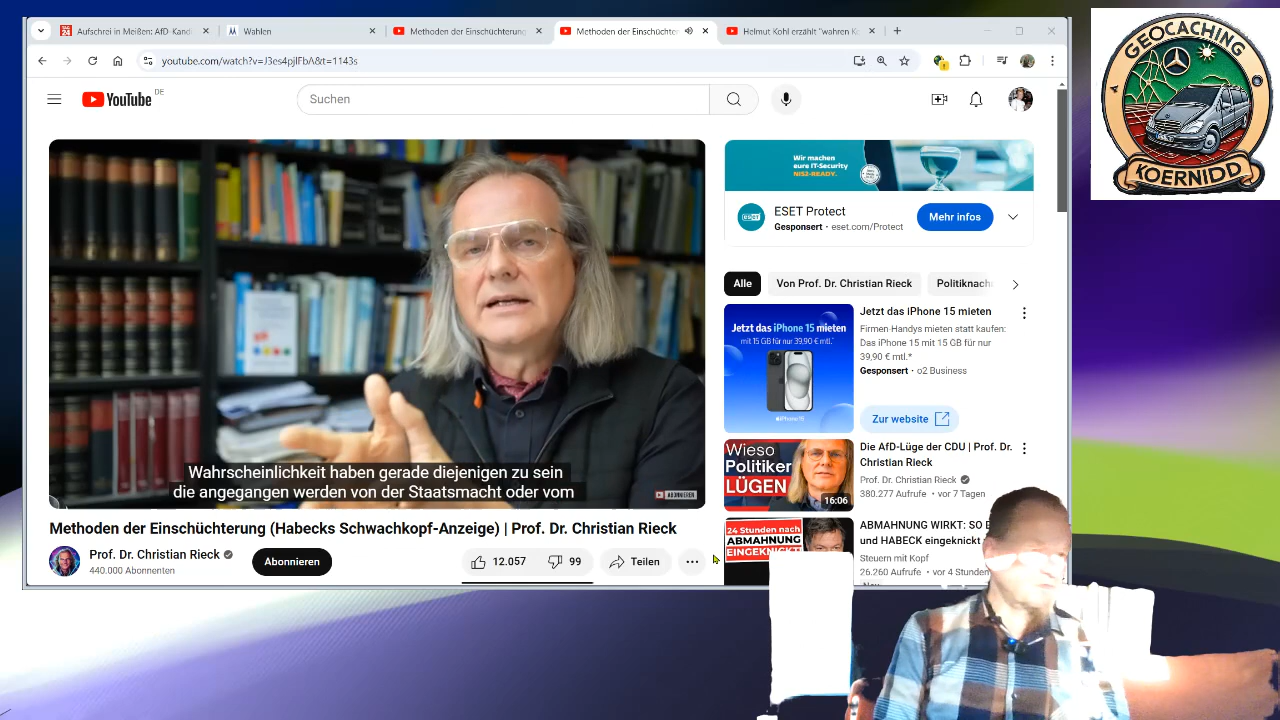 Aufschrei in Meißen: AfD-Kandi
Wahlen
Methoden der Einschüchterung
Methoden der Einschüchter
Helmut Kohl erzählt "wahren K
youtube.com/watch?v=J3es4pjIFbA&t=1143s
YouTube DE
Suchen
Wir machen
eure IT-Security
NIS2-READY.
ESET Protect
Gesponsert • eset.com/Protect
Mehr infos
Alle
Von Prof. Dr. Christian Rieck
Politiknach
Jetzt das iPhone 15 mieten
mit 15 GB für nur 39,90 € mtl.*
iPhone 15
Jetzt das iPhone 15 mieten
Firmen-Handys mieten statt kaufen:
Das iPhone 15 mit 15 GB für nur
39,90 € mtl.*
Gesponsert • o2 Business
Zur website
Wieso
Politiker
LÜGEN
16:06
Die AfD-Lüge der CDU | Prof. Dr.
Christian Rieck
Prof. Dr. Christian Rieck
380.277 Aufrufe • vor 7 Tagen
24 Stunden nach
ABMAHNUNG
EINGEKNICKT
ABMAHNUNG WIRKT: SO
und HABECK eingeknickt
Steuern mit Kopf
26.260 Aufrufe • vor 4 Stunden
Neu
Wahrscheinlichkeit haben gerade diejenigen zu sein
die angegangen werden von der Staatsmacht oder vom
ABONNIEREN
Methoden der Einschüchterung (Habecks Schwachkopf-Anzeige) | Prof. Dr. Christian Rieck
Prof. Dr. Christian Rieck
440.000 Abonnenten
Abonnieren
12.057
99
Teilen
GEOCACHING
KOERNIDD